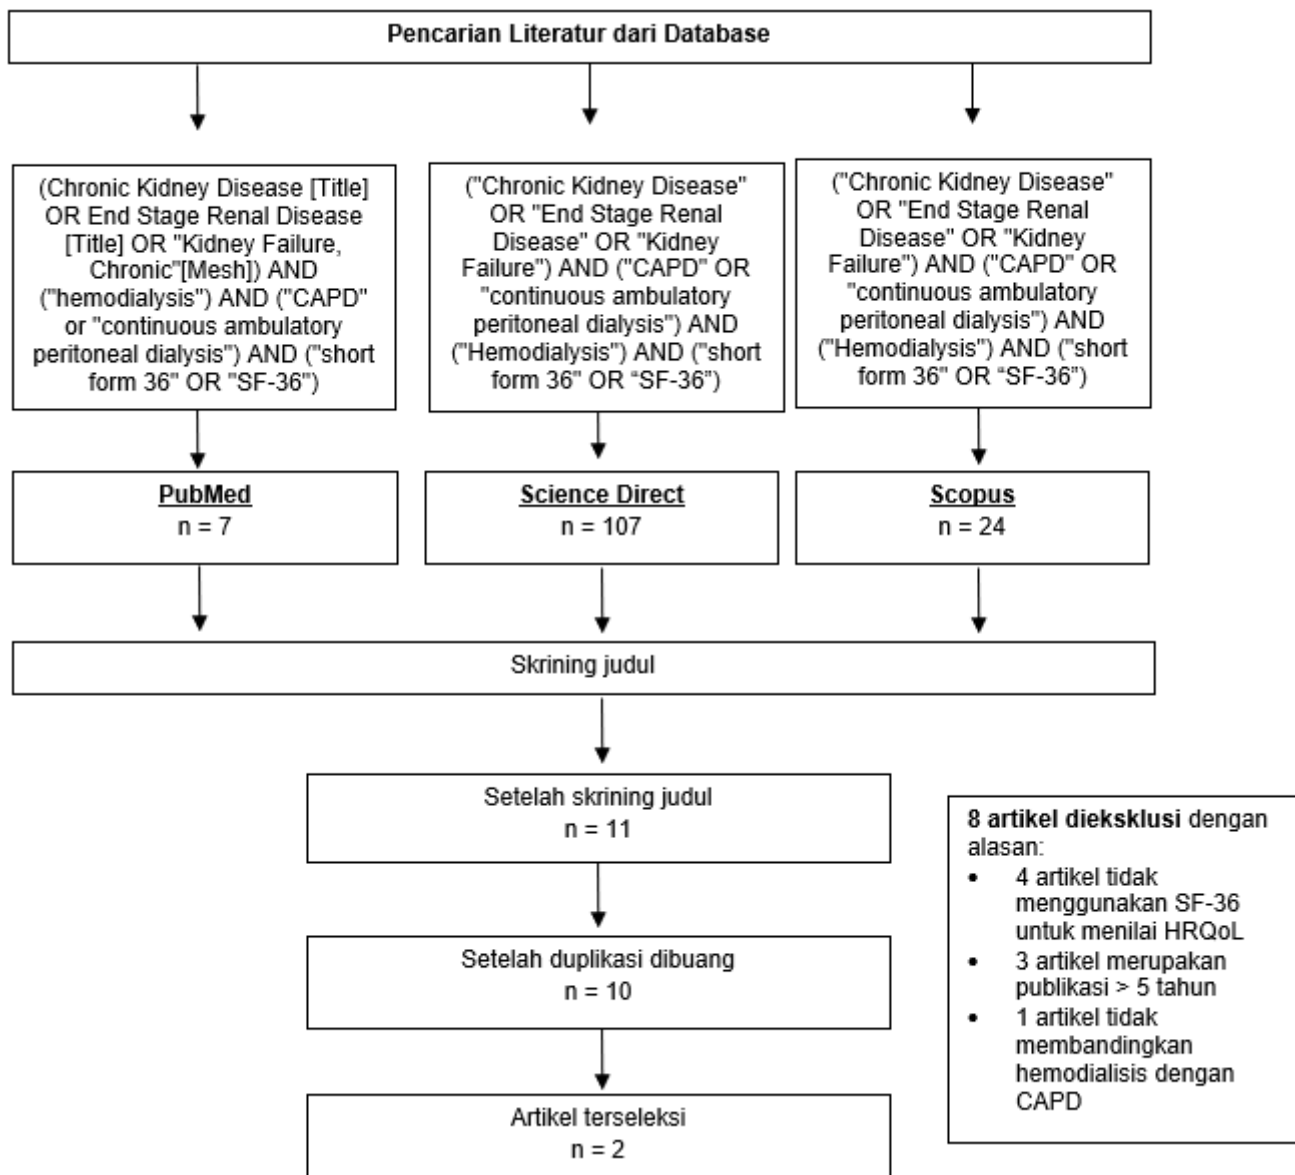 Pencarian Literatur dari Database
(Chronic Kidney Disease [Title]
OR End Stage Renal Disease
[Title] OR "Kidney Failure,
Chronic"[Mesh]) AND
("hemodialysis") AND ("CAPD"
or "continuous ambulatory
peritoneal dialysis") AND ("short
form 36" OR "SF-36")
("Chronic Kidney Disease"
OR "End Stage Renal
Disease" OR "Kidney
Failure") AND ("CAPD" OR
"continuous ambulatory
peritoneal dialysis") AND
("Hemodialysis") AND ("short
form 36" OR “SF-36”)
("Chronic Kidney Disease"
OR "End Stage Renal
Disease" OR "Kidney
Failure") AND ("CAPD" OR
"continuous ambulatory
peritoneal dialysis") AND
("Hemodialysis") AND ("short
form 36" OR “SF-36”)
PubMed
n = 7
Science Direct
n = 107
Scopus
n = 24
Skrining judul
Setelah skrining judul
n = 11
Setelah duplikasi dibuang
n = 10
Artikel terseleksi
n = 2
8 artikel dieksklusi dengan
alasan:
• 4 artikel tidak
menggunakan SF-36
untuk menilai HRQoL
• 3 artikel merupakan
publikasi > 5 tahun
• 1 artikel tidak
membandingkan
hemodialisis dengan
CAPD